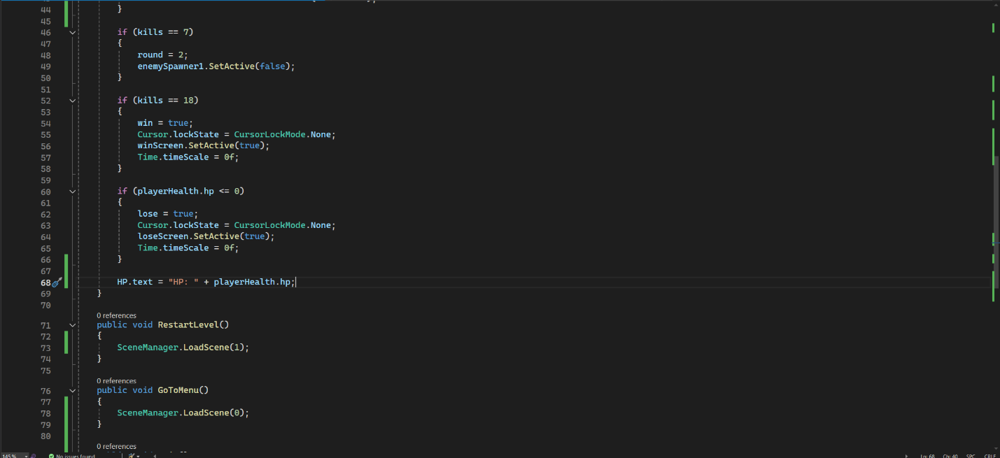 44 }
45
46 if (kills == 7)
47 {
48 round = 2;
49 enemySpawner1.SetActive(false);
50 }
51
52 if (kills == 18)
53 {
54 win = true;
55 Cursor.lockState = CursorLockMode.None;
56 winScreen.SetActive(true);
57 Time.timeScale = 0f;
58 }
59
60 if (playerHealth.hp <= 0)
61 {
62 lose = true;
63 Cursor.lockState = CursorLockMode.None;
64 loseScreen.SetActive(true);
65 Time.timeScale = 0f;
66 }
67
68 HP.text = "HP: " + playerHealth.hp;
69 }
70
0 references
71 public void RestartLevel()
72 {
73 SceneManager.LoadScene(1);
74 }
75
0 references
76 public void GoToMenu()
77 {
78 SceneManager.LoadScene(0);
79 }
80
0 references
145 % No issues found Ln: 68 Ch: 40 SPC CRLF